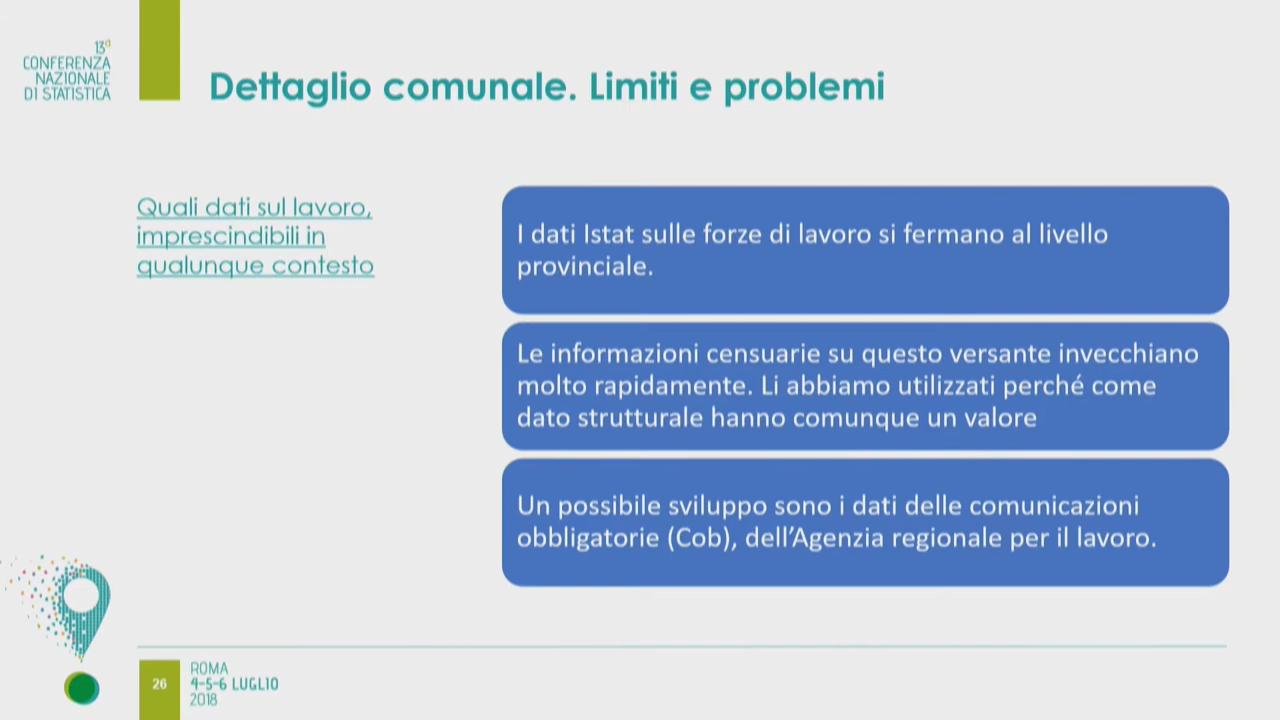 13a
CONFERENZA
NAZIONALE
DI STATISTICA
Dettaglio comunale. Limiti e problemi
Quali dati sul lavoro,
imprescindibili in
qualunque contesto
I dati Istat sulle forze di lavoro si fermano al livello
provinciale.
Le informazioni censuarie su questo versante invecchiano
molto rapidamente. Li abbiamo utilizzati perché come
dato strutturale hanno comunque un valore
Un possibile sviluppo sono i dati delle comunicazioni
obbligatorie (Cob), dell’Agenzia regionale per il lavoro.
26
ROMA
4-5-6 LUGLIO
2018